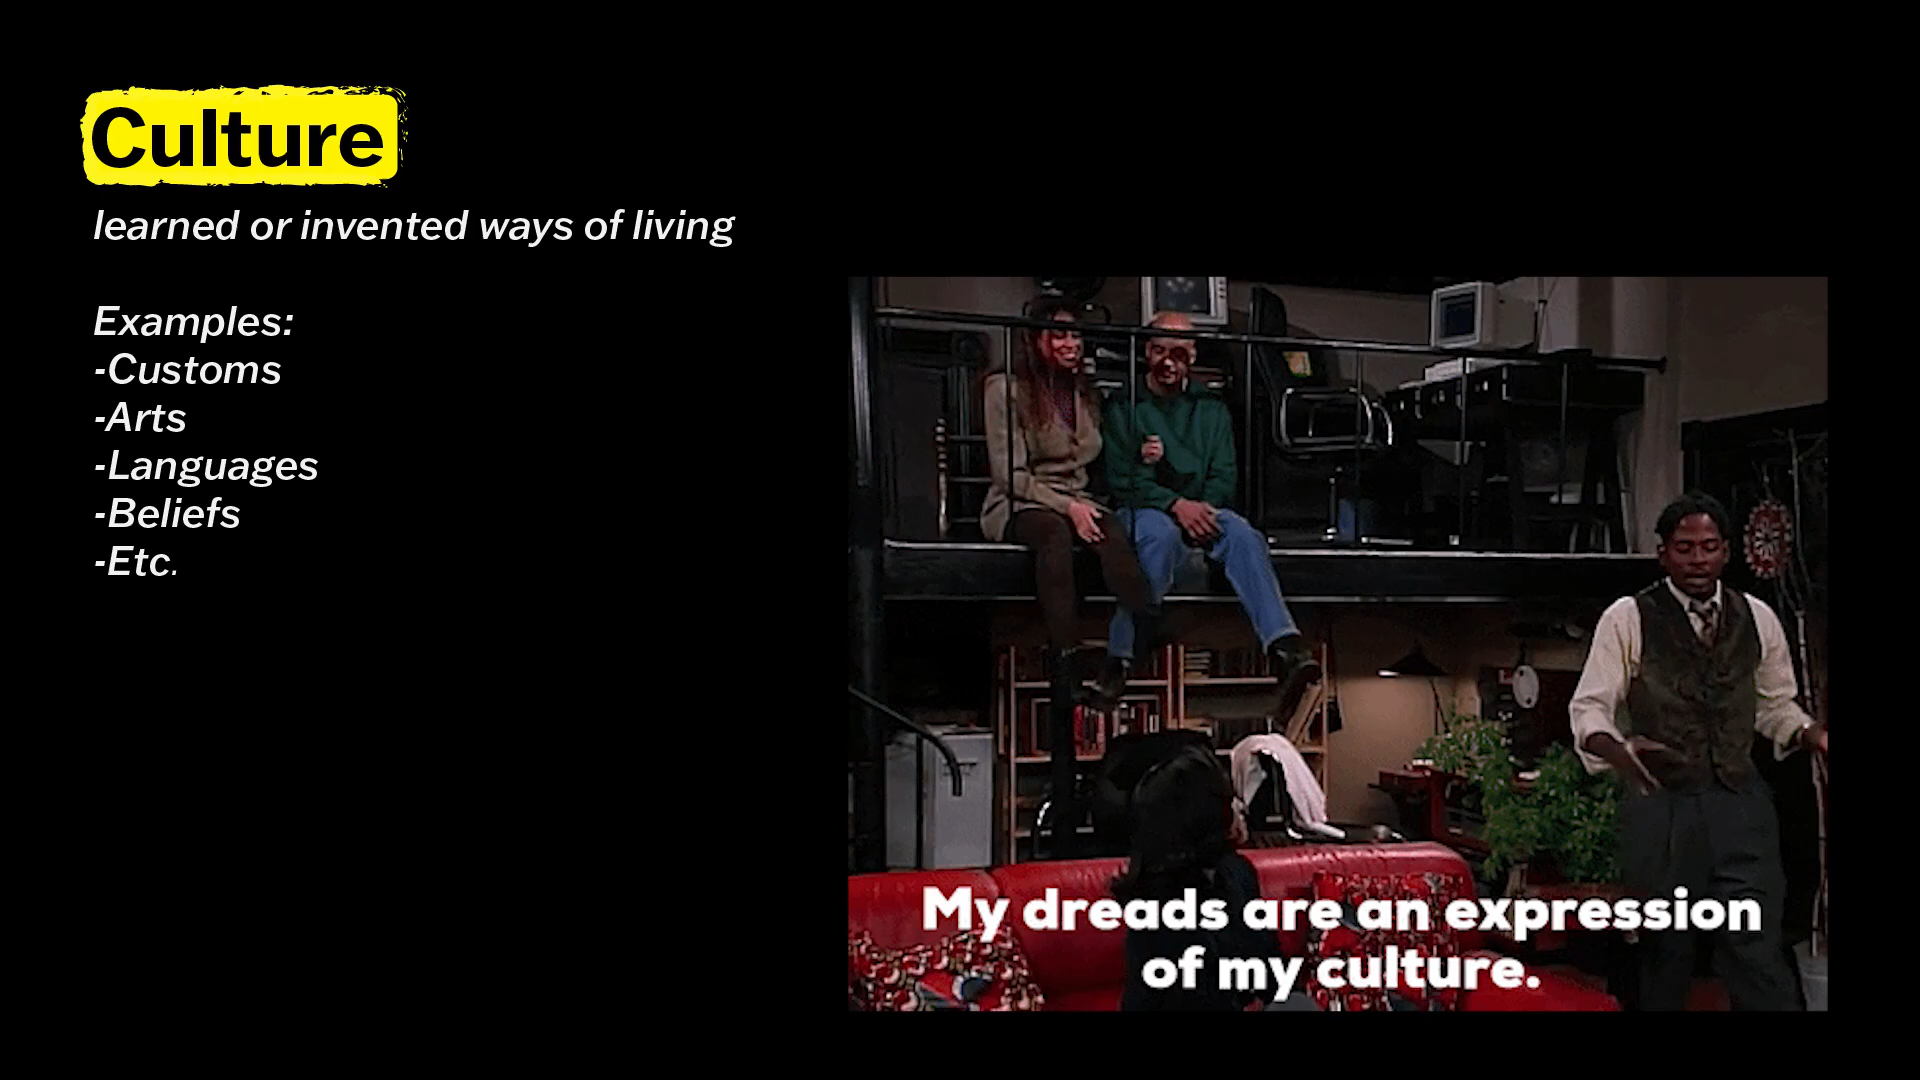 Culture
learned or invented ways of living
Examples:
-Customs
-Arts
-Languages
-Beliefs
-Etc.
My dreads are an expression
of my culture.